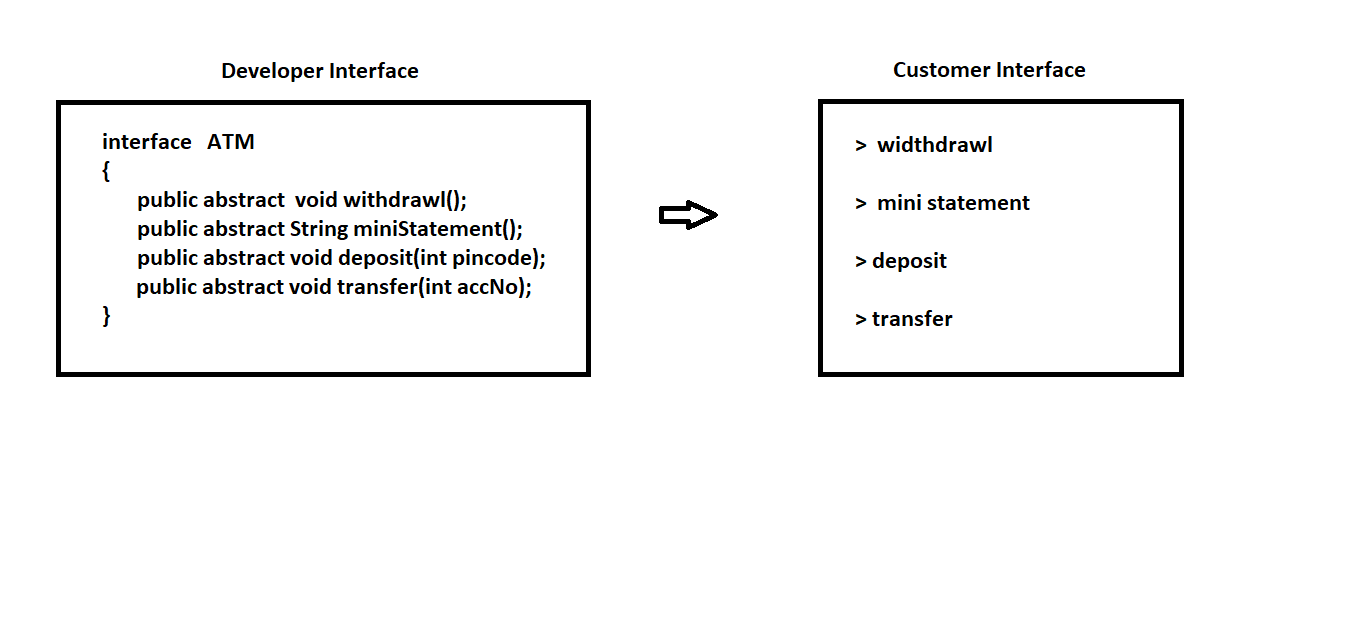 Developer Interface
interface ATM
{
public abstract void withdrawl();
public abstract String miniStatement();
public abstract void deposit(int pincode);
public abstract void transfer(int accNo);
}
Customer Interface
> widthdrawl
> mini statement
> deposit
> transfer